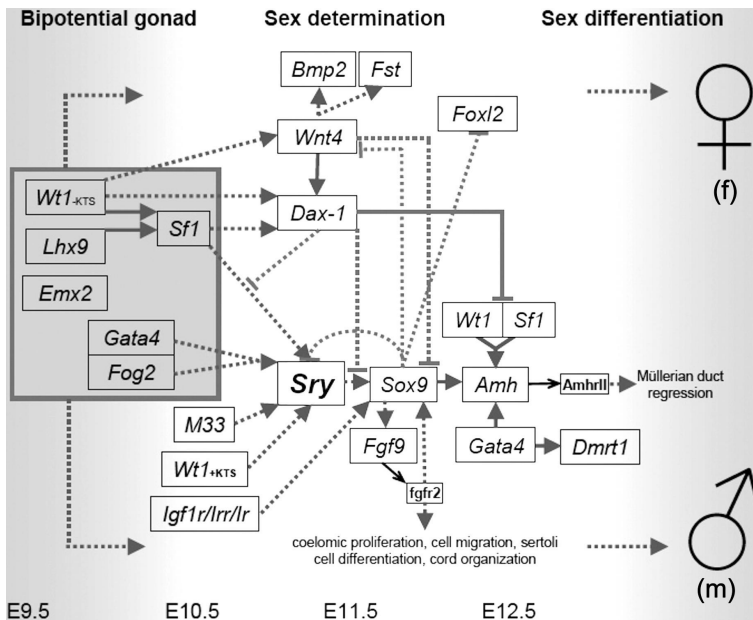 Bipotential gonad
Sex determination
Sex differentiation
Bmp2
Fst
Foxl2
Wnt4
(f)
Wt1-KTS
Dax-1
Sf1
Lhx9
Emx2
Wt1
Sf1
Gata4
Fog2
Sry
Sox9
Amh
AmhrII
Müllerian duct
regression
M33
Fgf9
Gata4
Dmrt1
Wt1+KTS
fgfr2
Igf1r/Irr/Ir
coelomic proliferation, cell migration, sertoli
cell differentiation, cord organization
(m)
E9.5
E10.5
E11.5
E12.5